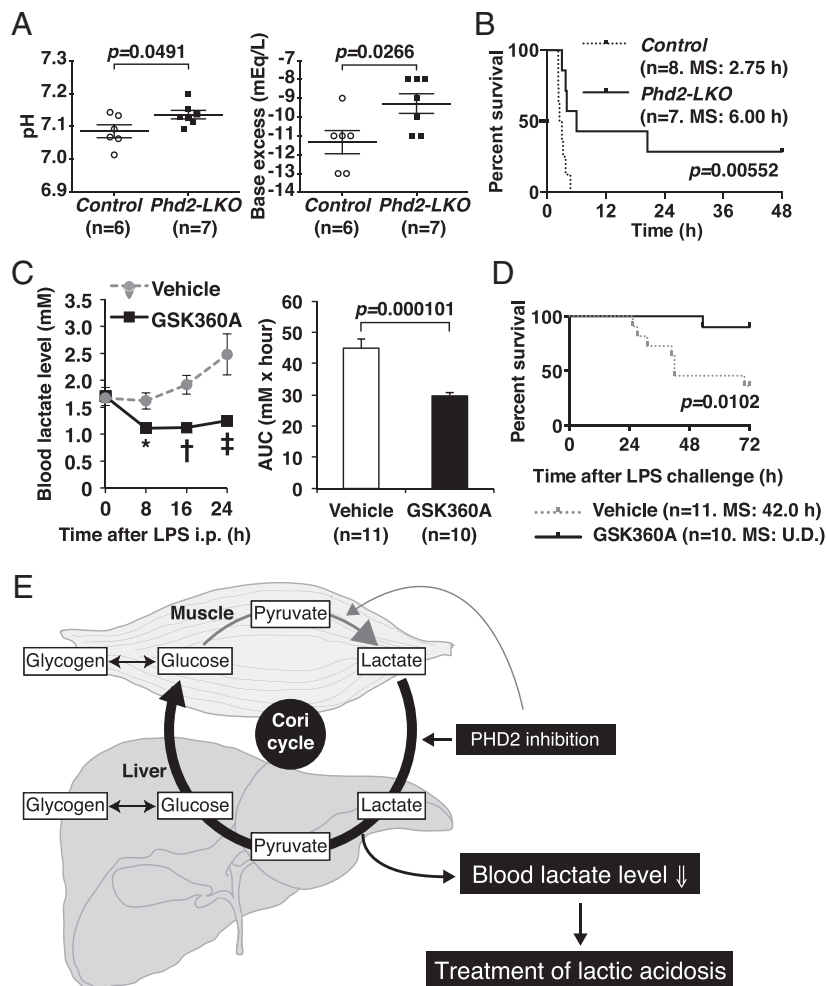 A
7.3
7.2
7.1
7.0
6.9
pH
p=0.0491
Control
(n=6)
Phd2-LKO
(n=7)
-7
-8
-9
-10
-11
-12
-13
-14
Base excess (mEq/L)
p=0.0266
Control
(n=6)
Phd2-LKO
(n=7)
B
100
50
0
Percent survival
Control
(n=8. MS: 2.75 h)
Phd2-LKO
(n=7. MS: 6.00 h)
p=0.00552
0 12 24 36 48
Time (h)
C
Vehicle
GSK360A
3.5
3.0
2.5
2.0
1.5
1.0
0.5
0
Blood lactate level (mM)
* † ‡
0 8 16 24
Time after LPS i.p. (h)
60
50
40
30
20
10
0
AUC (mM x hour)
p=0.000101
Vehicle
(n=11)
GSK360A
(n=10)
D
100
50
0
Percent survival
p=0.0102
0 24 48 72
Time after LPS challenge (h)
Vehicle (n=11. MS: 42.0 h)
GSK360A (n=10. MS: U.D.)
E
Muscle
Pyruvate
Glycogen
Glucose
Lactate
Cori
cycle
PHD2 inhibition
Liver
Glycogen
Glucose
Lactate
Pyruvate
Blood lactate level ⇓
Treatment of lactic acidosis